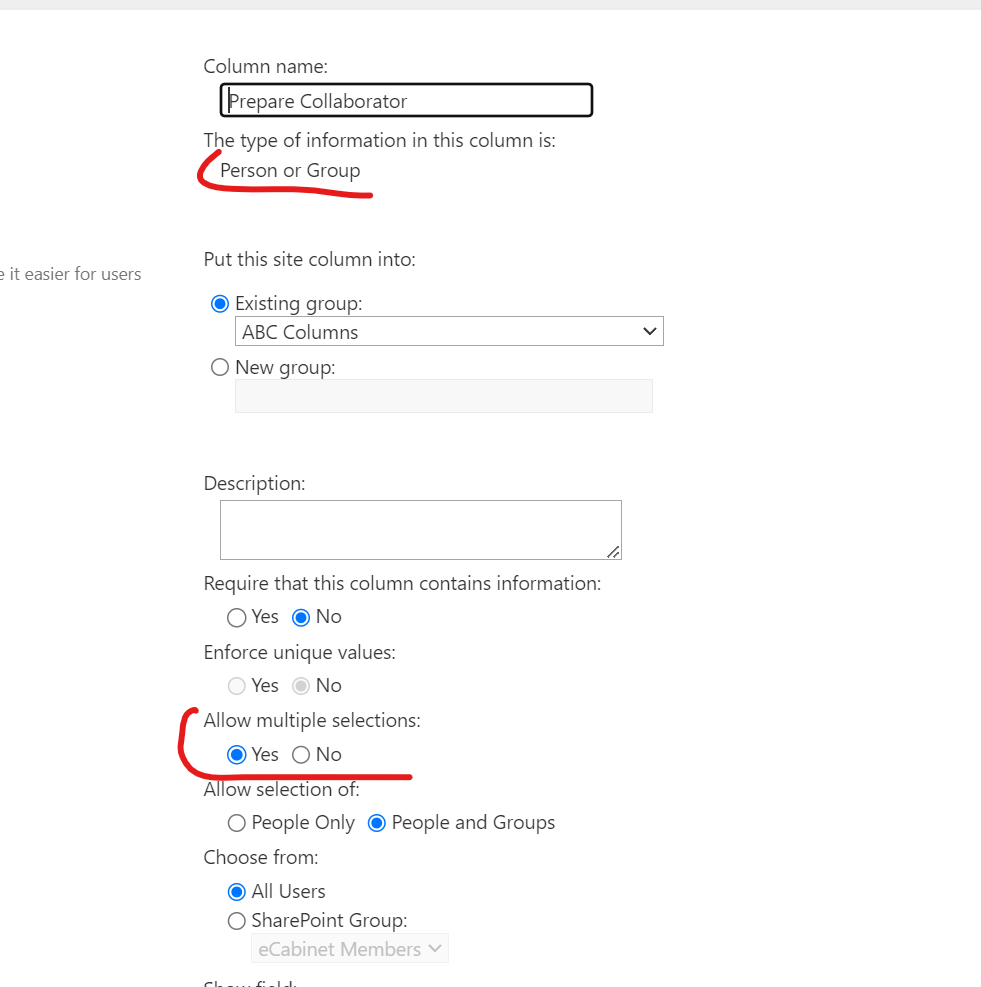 Column name:
Prepare Collaborator
The type of information in this column is:
Person or Group
Put this site column into:
e it easier for users
Existing group:
ABC Columns
New group:
Description:
Require that this column contains information:
Yes No
Enforce unique values:
Yes No
Allow multiple selections:
Yes No
Allow selection of:
People Only People and Groups
Choose from:
All Users
SharePoint Group:
eCabinet Members
Show field: